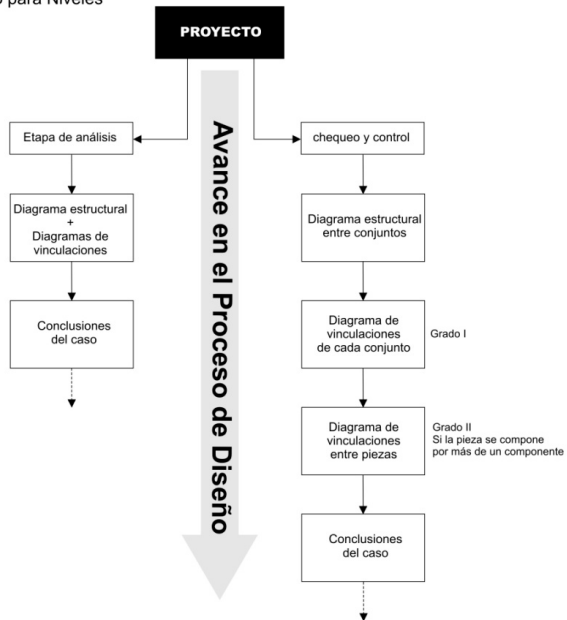 para Niveles
PROYECTO
Avance en el Proceso de Diseño
Etapa de análisis
Diagrama estructural
+
Diagramas de
vinculaciones
Conclusiones
del caso
chequeo y control
Diagrama estructural
entre conjuntos
Diagrama de
vinculaciones
de cada conjunto
Grado I
Diagrama de
vinculaciones
entre piezas
Grado II
Si la pieza se compone
por más de un componente
Conclusiones
del caso